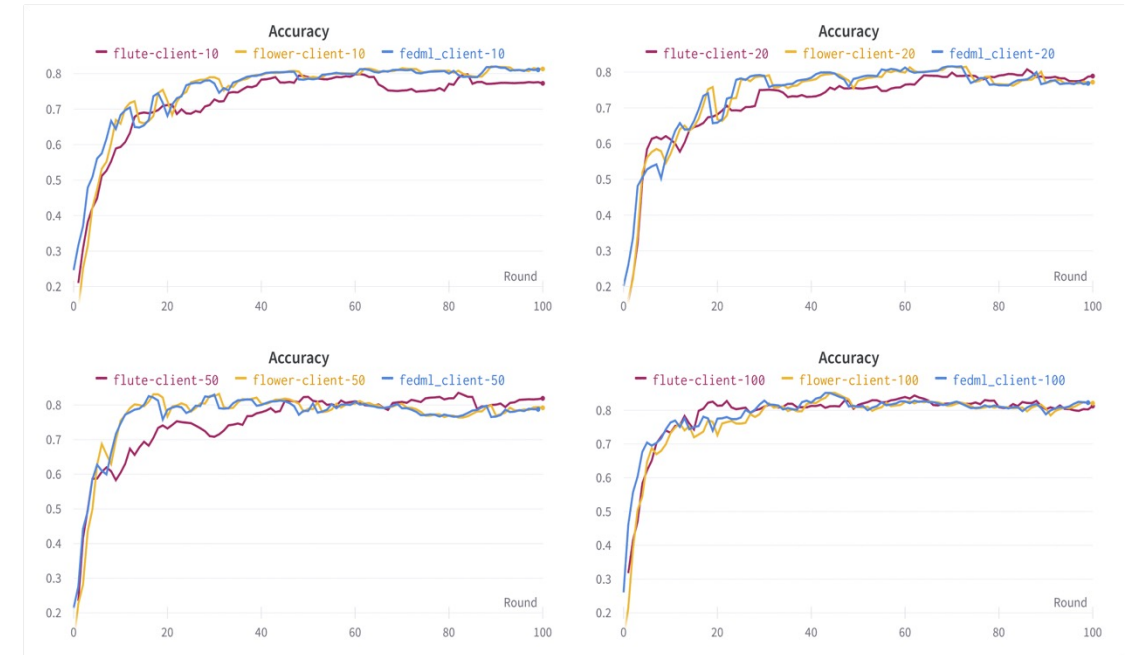 Accuracy
flute-client-10 flower-client-10 fedml_client-10
0.8
0.7
0.6
0.5
0.4
0.3
0.2
Round
0 20 40 60 80 100
Accuracy
flute-client-20 flower-client-20 fedml_client-20
0.8
0.7
0.6
0.5
0.4
0.3
0.2
Round
0 20 40 60 80 100
Accuracy
flute-client-50 flower-client-50 fedml_client-50
0.8
0.7
0.6
0.5
0.4
0.3
0.2
Round
0 20 40 60 80 100
Accuracy
flute-client-100 flower-client-100 fedml_client-100
0.8
0.7
0.6
0.5
0.4
0.3
0.2
Round
0 20 40 60 80 100